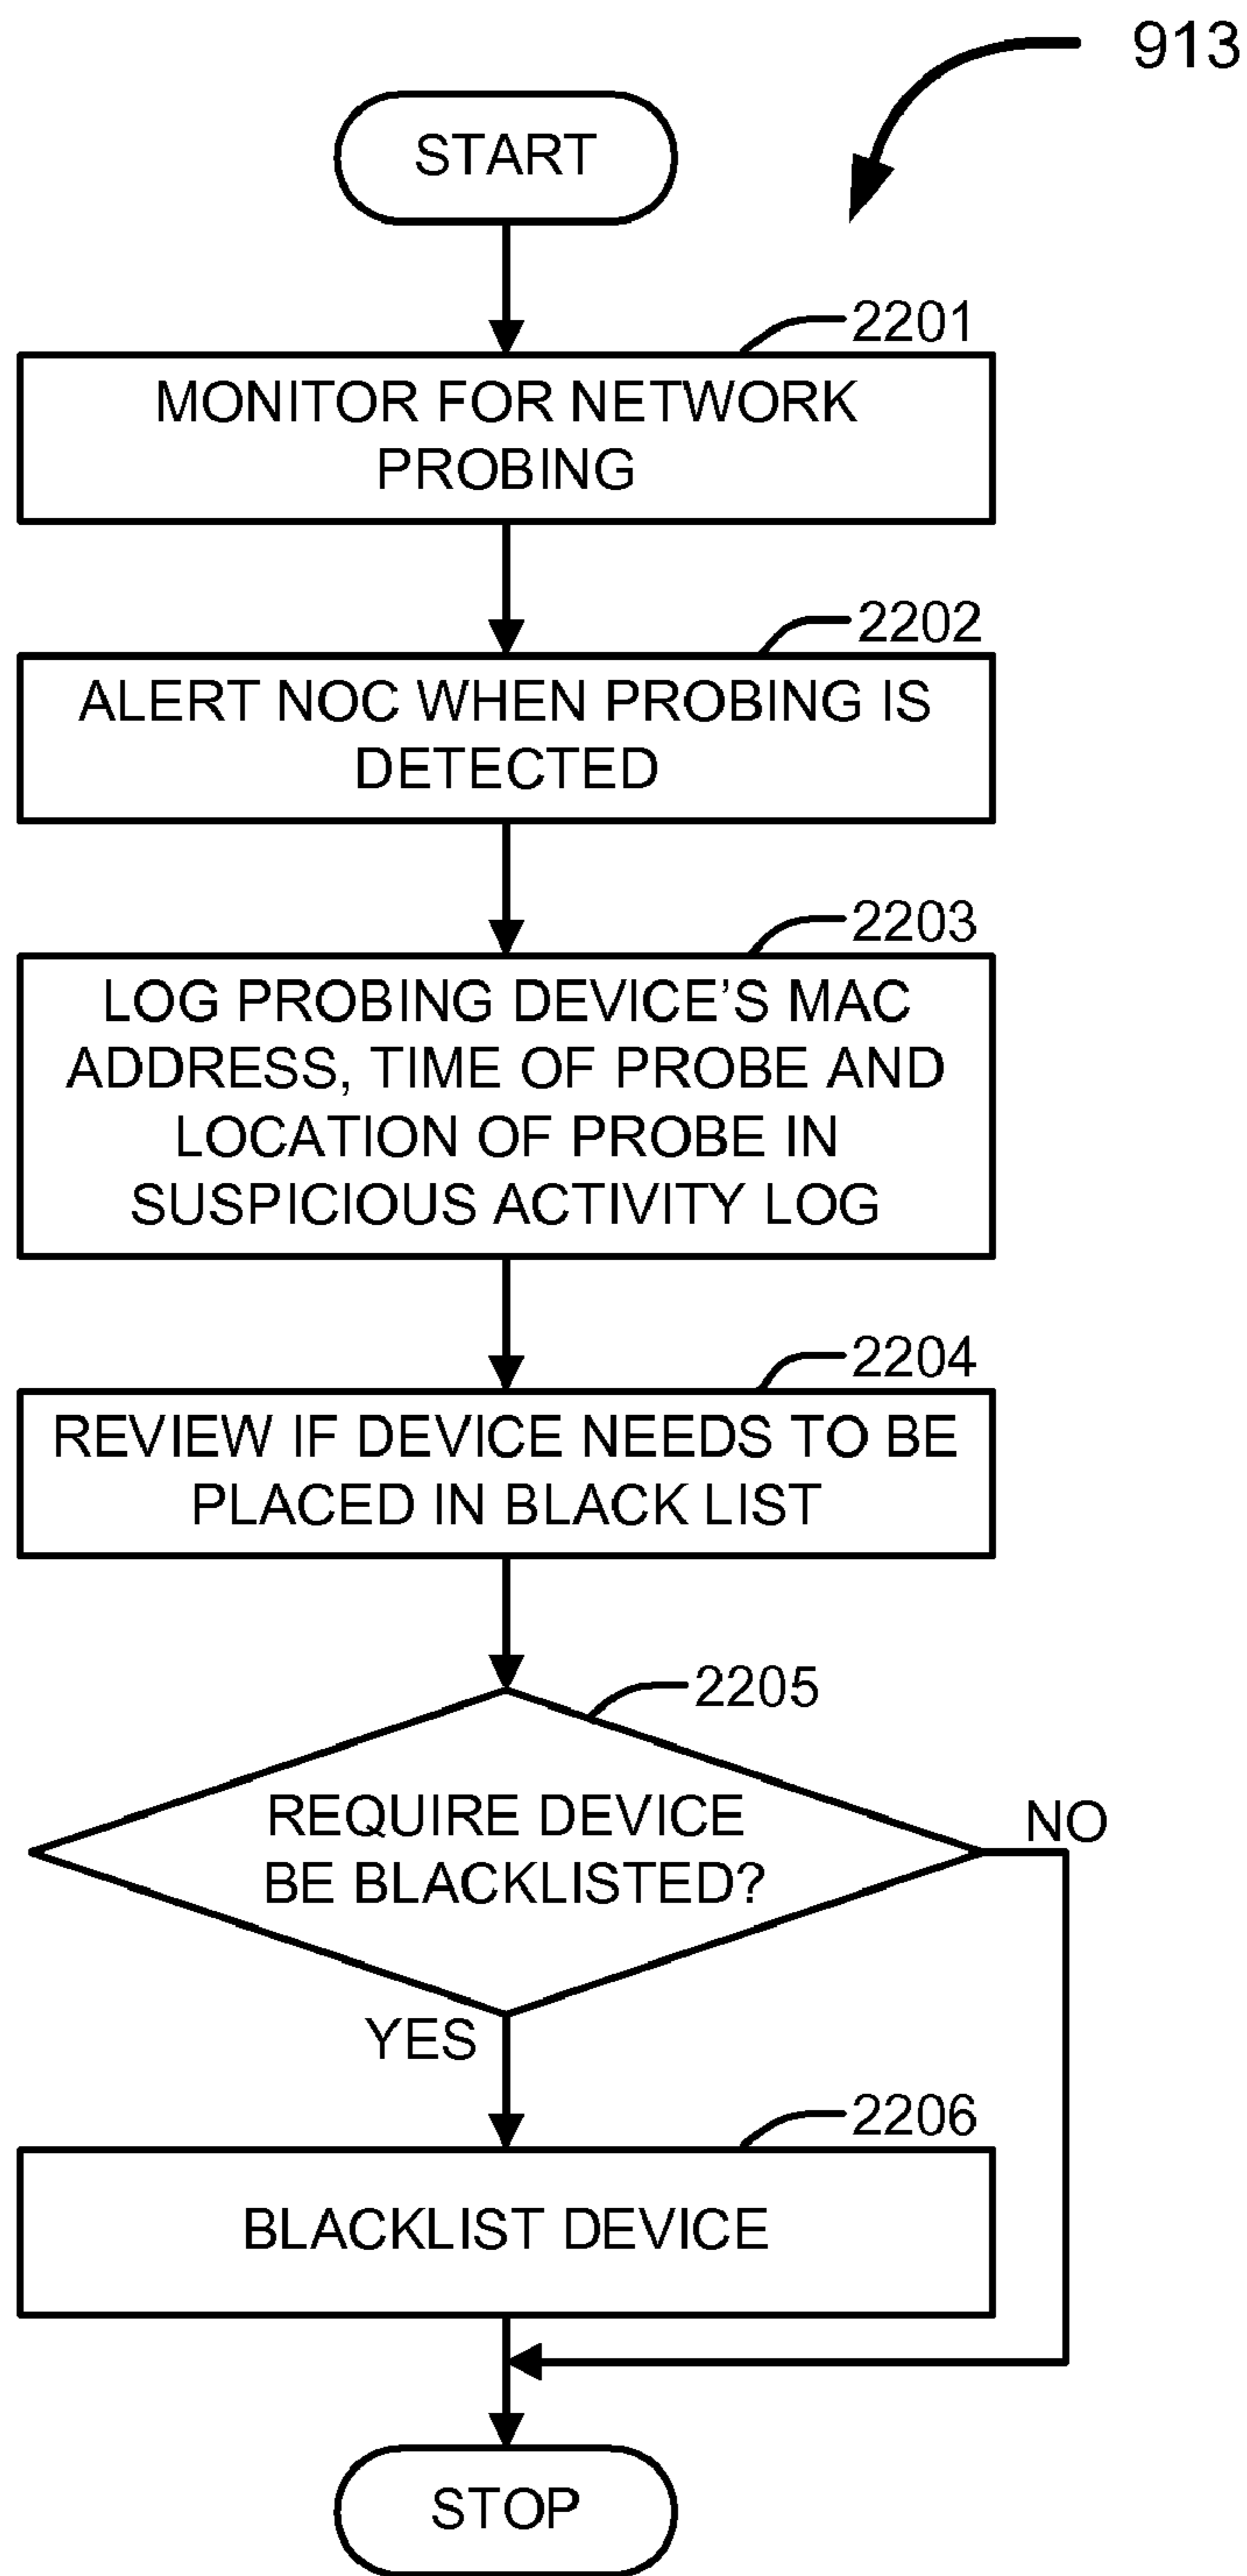 913
START
2201
MONITOR FOR NETWORK
PROBING
2202
ALERT NOC WHEN PROBING IS
DETECTED
2203
LOG PROBING DEVICE’S MAC
ADDRESS, TIME OF PROBE AND
LOCATION OF PROBE IN
SUSPICIOUS ACTIVITY LOG
2204
REVIEW IF DEVICE NEEDS TO BE
PLACED IN BLACK LIST
2205
REQUIRE DEVICE
BE BLACKLISTED?
NO
YES
2206
BLACKLIST DEVICE
STOP